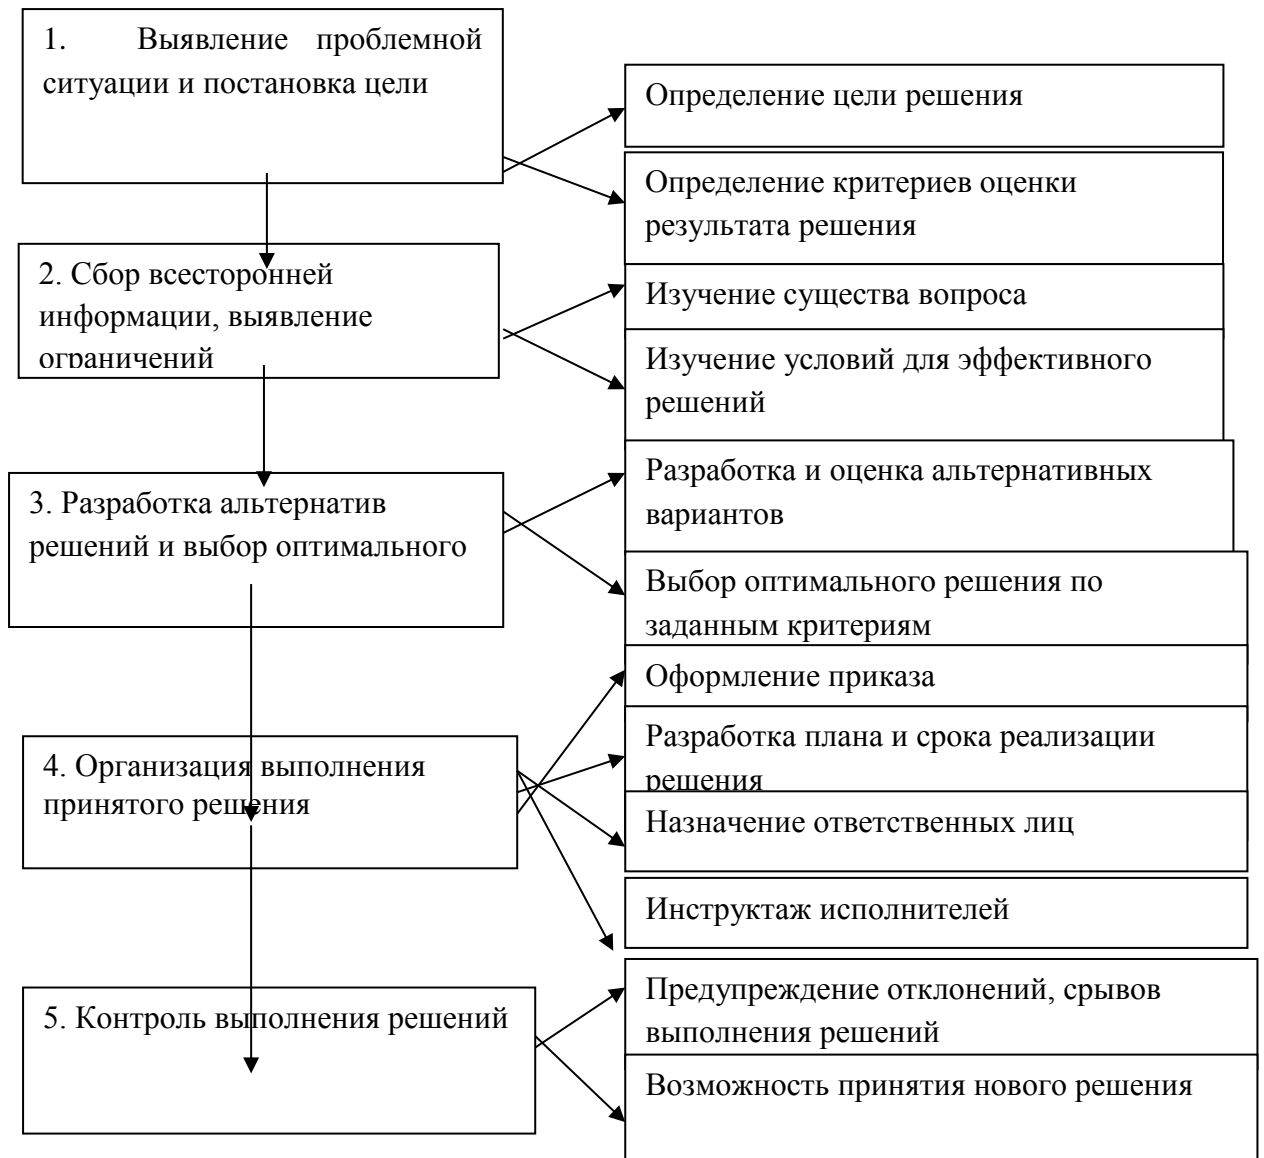 1. Выявление проблемной
ситуации и постановка цели
Определение цели решения
Определение критериев оценки
результата решения
2. Сбор всесторонней
информации, выявление
ограничений
Изучение существа вопроса
Изучение условий для эффективного
решений
3. Разработка альтернатив
решений и выбор оптимального
Разработка и оценка альтернативных
вариантов
Выбор оптимального решения по
заданным критериям
4. Организация выполнения
принятого решения
Оформление приказа
Разработка плана и срока реализации
решения
Назначение ответственных лиц
Инструктаж исполнителей
5. Контроль выполнения решений
Предупреждение отклонений, срывов
выполнения решений
Возможность принятия нового решения